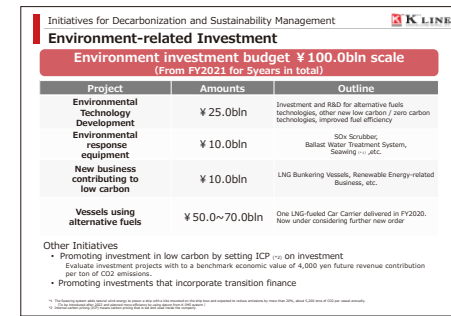 Initiatives for Decarbonization and Sustainability Management
K LINE
Environment-related Investment
Environment investment budget ¥100.0bln scale
(From FY2021 for 5years in total)
Project Amounts Outline
Environmental
Technology
Development
¥25.0bln
Investment and R&D for alternative fuels
technologies, other new low carbon / zero carbon
technologies, improved fuel efficiency
Environmental
response
equipment
¥10.0bln
SOx Scrubber,
Ballast Water Treatment System,
Seawing (*1) ,etc.
New business
contributing to
low carbon
¥10.0bln
LNG Bunkering Vessels, Renewable Energy-related
Business, etc.
Vessels using
alternative fuels
¥50.0~70.0bln
One LNG-fueled Car Carrier delivered in FY2020.
Now under considering further new order
Other Initiatives
• Promoting investment in low carbon by setting ICP (*2) on investment
Evaluate investment projects with to a benchmark economic value of 4,000 yen future revenue contribution
per ton of CO2 emissions.
• Promoting investments that incorporate transition finance